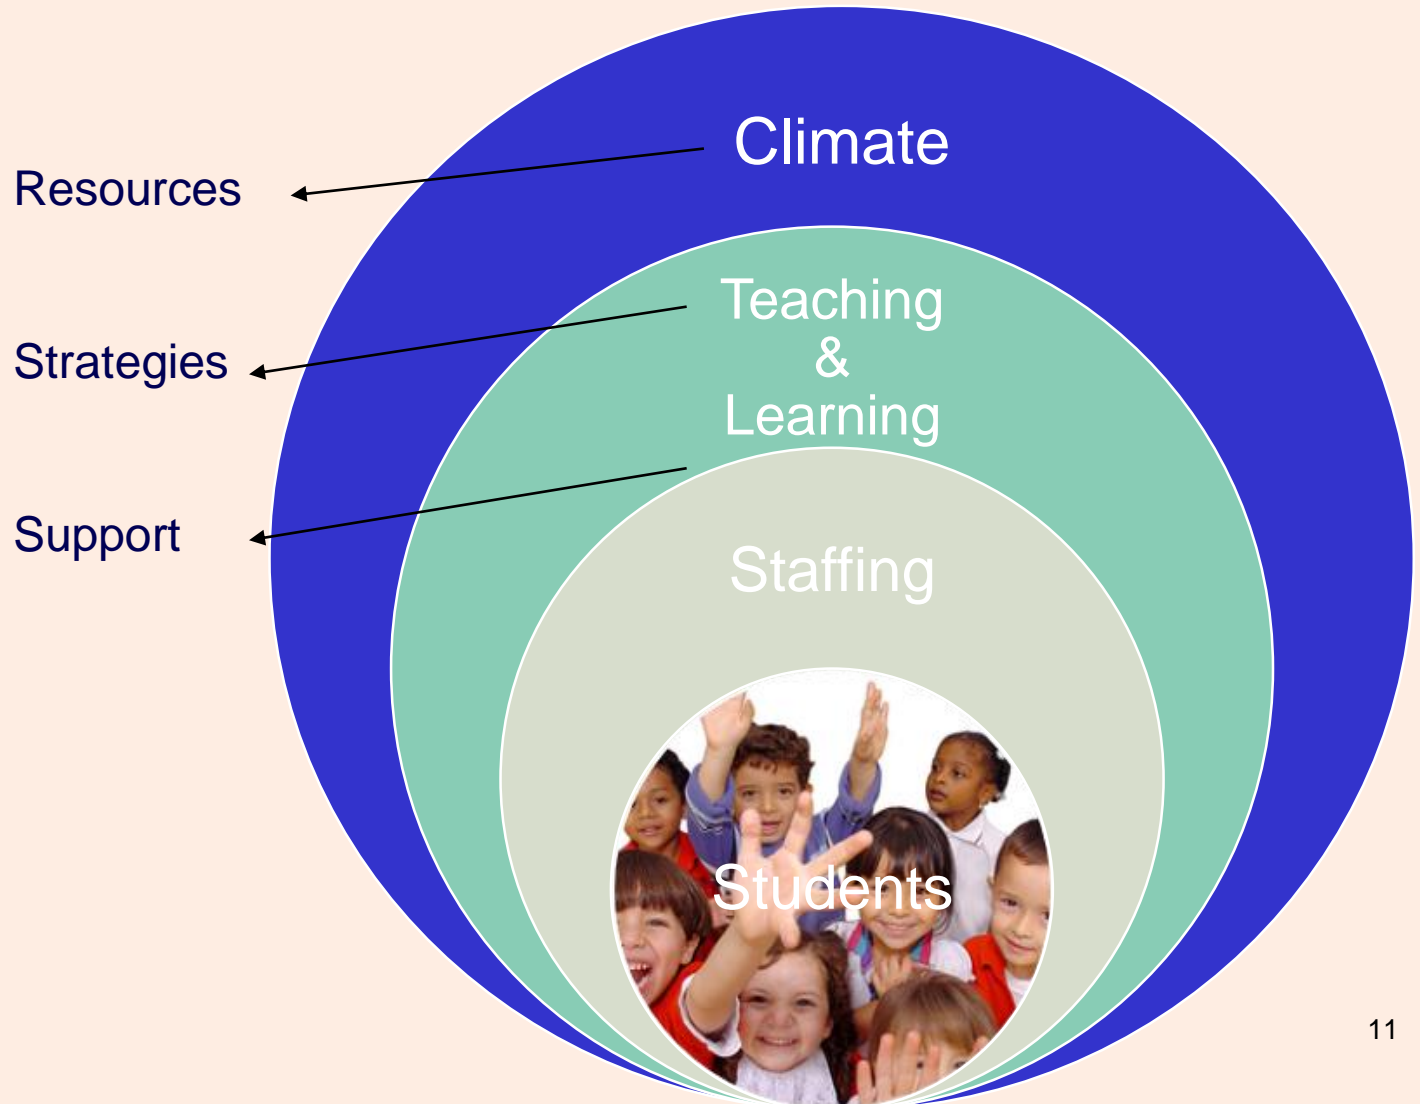 Climate
Resources
Teaching
&
Learning
Strategies
Support
Staffing
Students
11